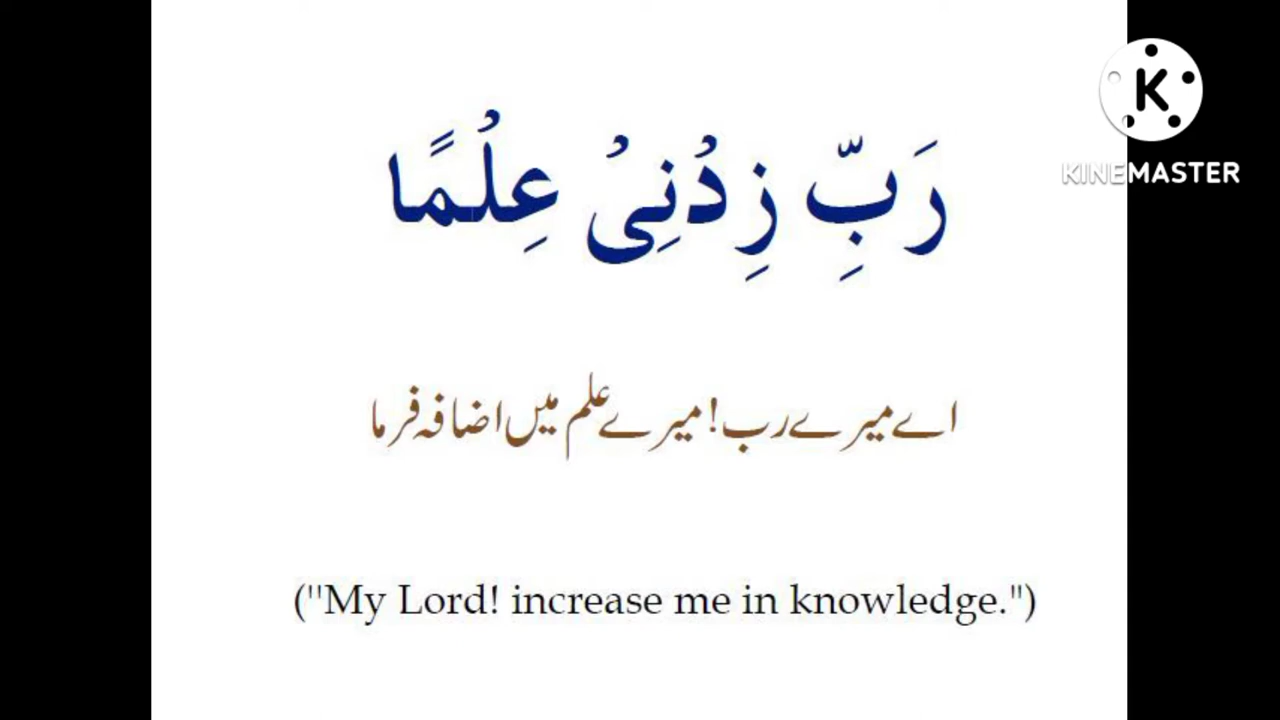 رَبِّ زِدْنِیْ عِلْمًا
اے میرے رب! میرے علم میں اضافہ فرما
(''My Lord! increase me in knowledge.'')
K
KINEMASTER